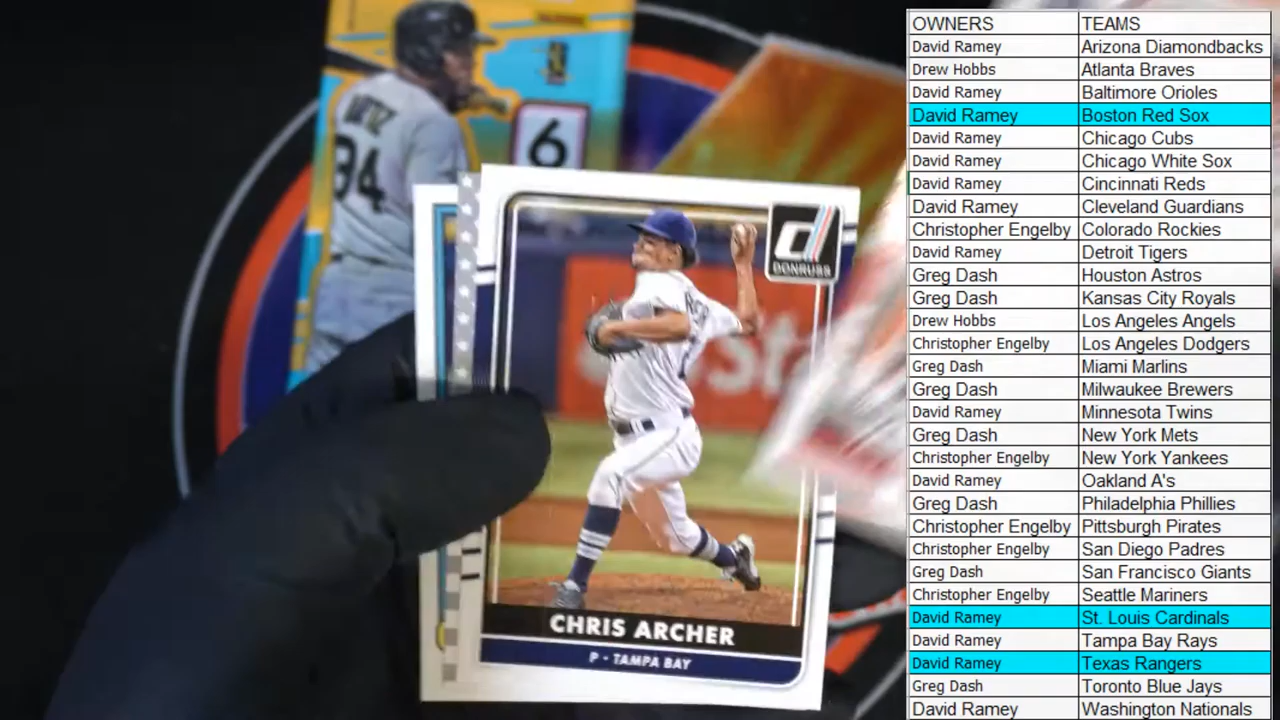 OWNERS TEAMS
David Ramey Arizona Diamondbacks
Drew Hobbs Atlanta Braves
David Ramey Baltimore Orioles
David Ramey Boston Red Sox
David Ramey Chicago Cubs
David Ramey Chicago White Sox
David Ramey Cincinnati Reds
David Ramey Cleveland Guardians
Christopher Engelby Colorado Rockies
David Ramey Detroit Tigers
Greg Dash Houston Astros
Greg Dash Kansas City Royals
Drew Hobbs Los Angeles Angels
Christopher Engelby Los Angeles Dodgers
Greg Dash Miami Marlins
Greg Dash Milwaukee Brewers
David Ramey Minnesota Twins
Greg Dash New York Mets
Christopher Engelby New York Yankees
David Ramey Oakland A's
Greg Dash Philadelphia Phillies
Christopher Engelby Pittsburgh Pirates
Christopher Engelby San Diego Padres
Greg Dash San Francisco Giants
Christopher Engelby Seattle Mariners
David Ramey St. Louis Cardinals
David Ramey Tampa Bay Rays
David Ramey Texas Rangers
Greg Dash Toronto Blue Jays
David Ramey Washington Nationals
6
DONRUSS
CHRIS ARCHER
P - TAMPA BAY